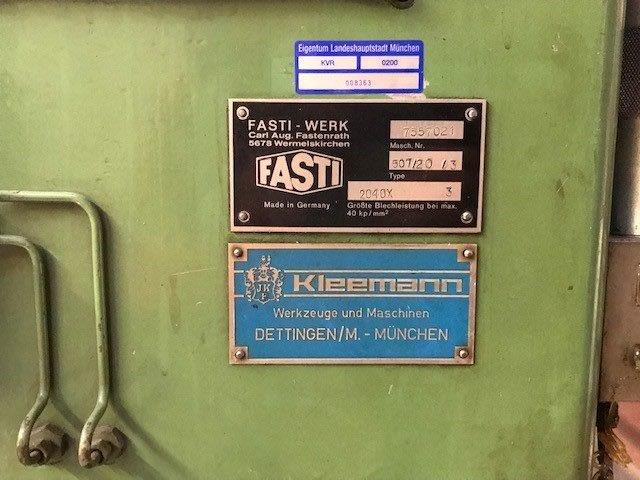 Eigentum Landeshauptstadt München
KVR 0200
008363
FASTI - WERK
Carl Aug. Fastenrath
5678 Wermelskirchen
FASTI
Made in Germany
7557021
Masch. Nr.
507/20 / 3
Type
2040X 3
Größte Blechleistung bei max.
40 kp/mm²
JK
F
Kleemann
Werkzeuge und Maschinen
DETTINGEN/M. - MÜNCHEN